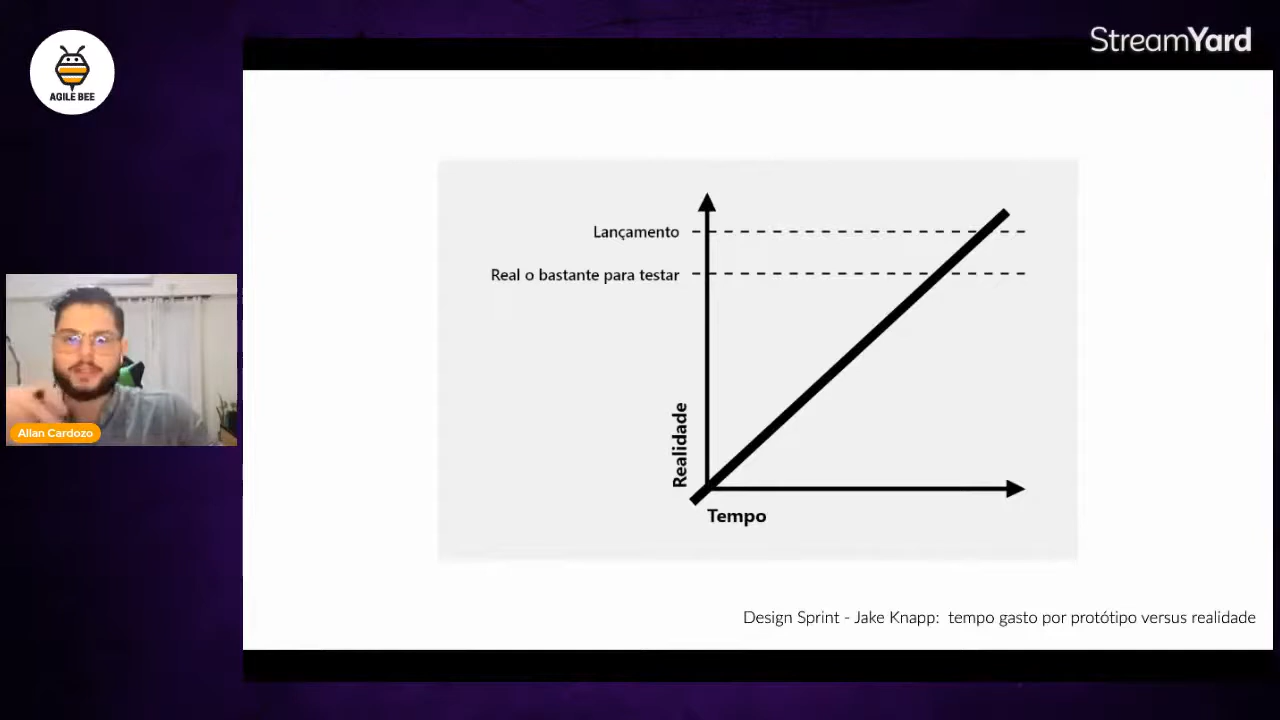 AGILE BEE
StreamYard
Lançamento
Real o bastante para testar
Realidade
Tempo
Allan Cardozo
Design Sprint - Jake Knapp: tempo gasto por protótipo versus realidade